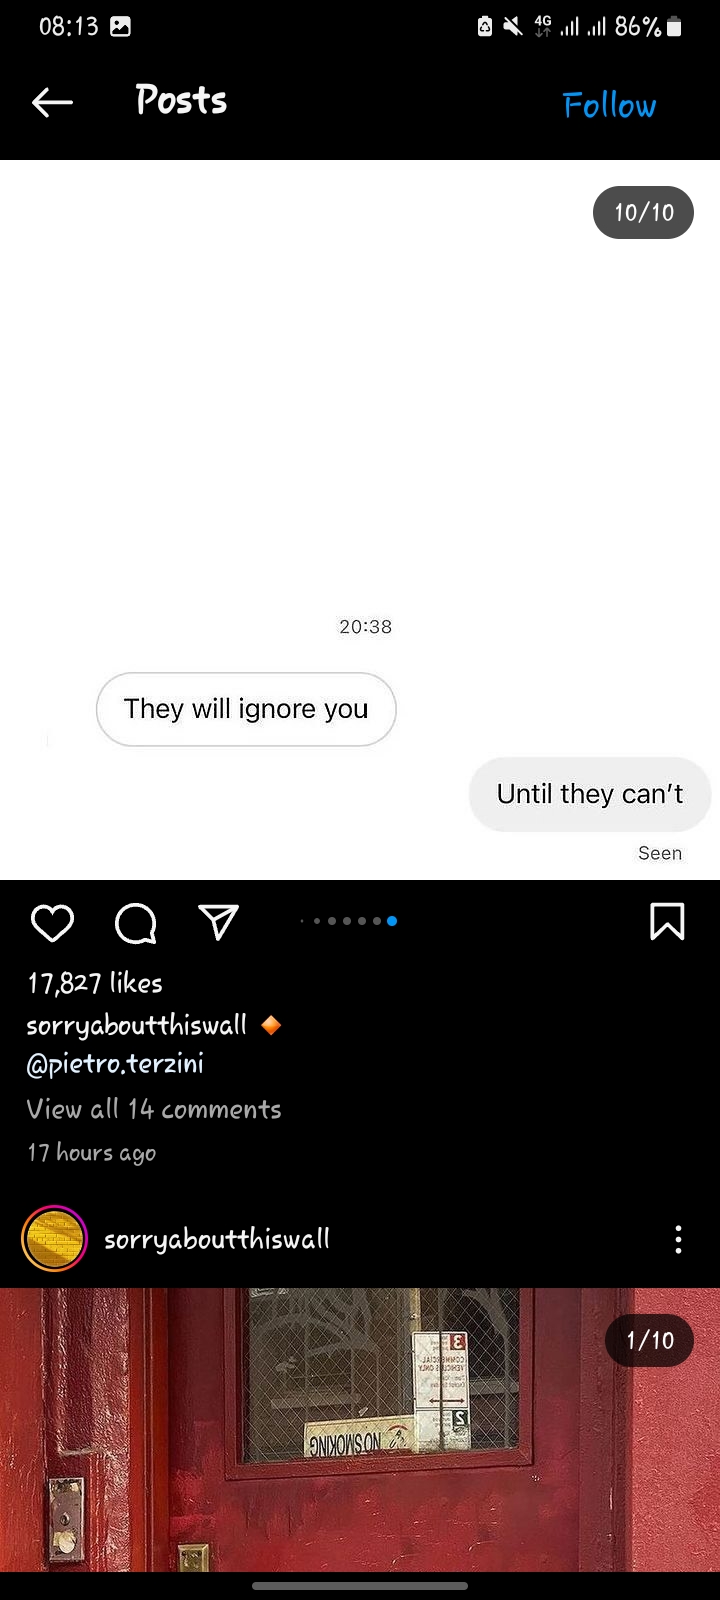 08:13 4G 86%
Posts Follow
10/10
20:38
They will ignore you
Until they can't
Seen
17,827 likes
sorryaboutthiswall 🔸
@pietro.terzini
View all 14 comments
17 hours ago
sorryaboutthiswall
1/10
3
COMMERCIAL
VEHICLES ONLY
2
NO SMOKING